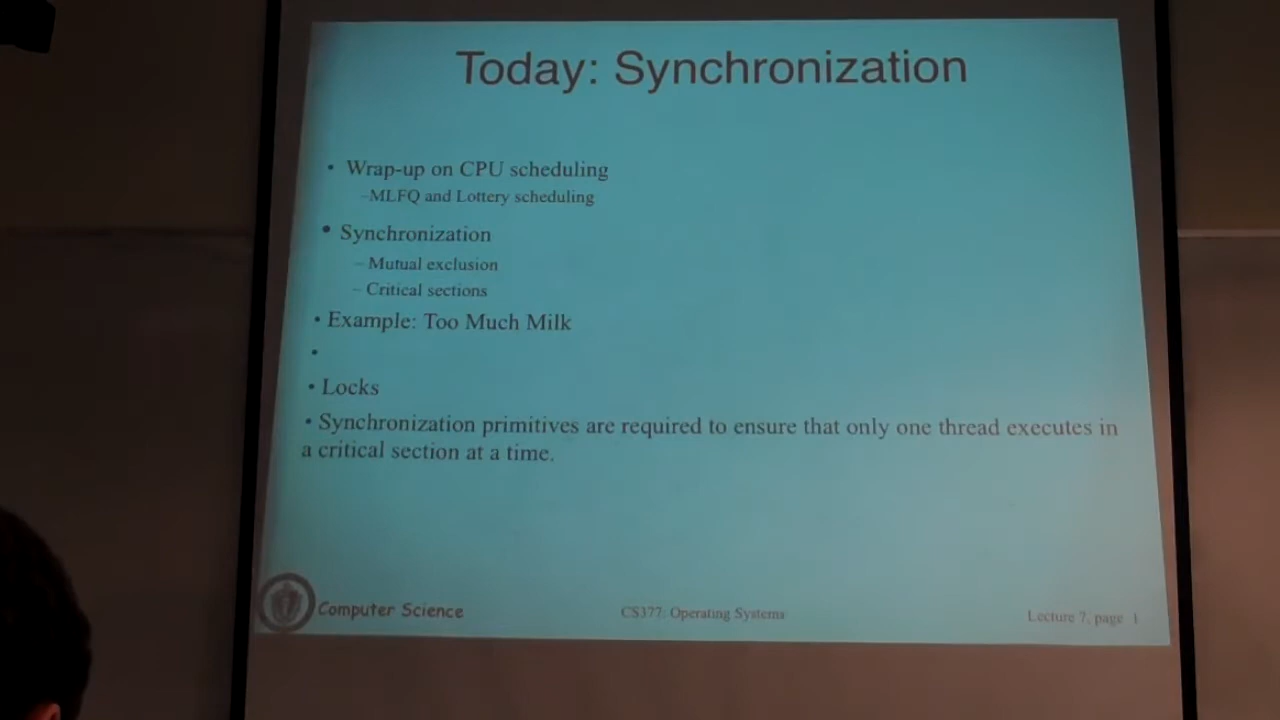 Today: Synchronization
• Wrap-up on CPU scheduling
–MLFQ and Lottery scheduling
• Synchronization
– Mutual exclusion
– Critical sections
• Example: Too Much Milk
•
• Locks
• Synchronization primitives are required to ensure that only one thread executes in
a critical section at a time.
Computer Science
CS377: Operating Systems
Lecture 7, page 1